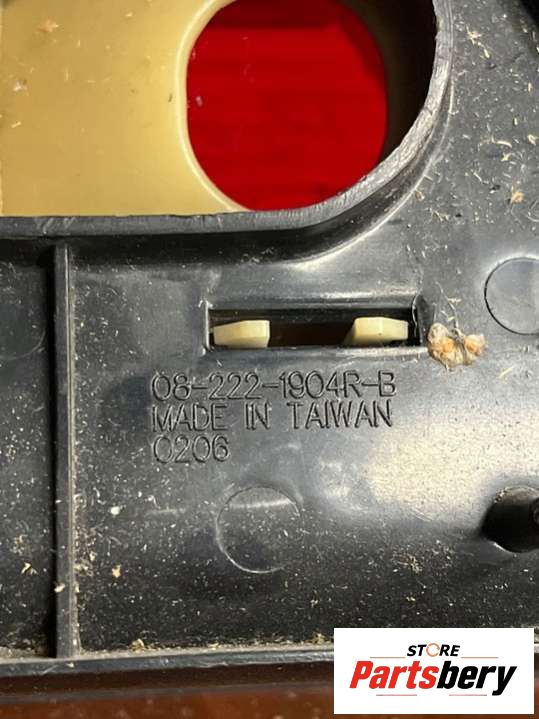 08-222-1904R-B
MADE IN TAIWAN
0206
STORE
Partsbery